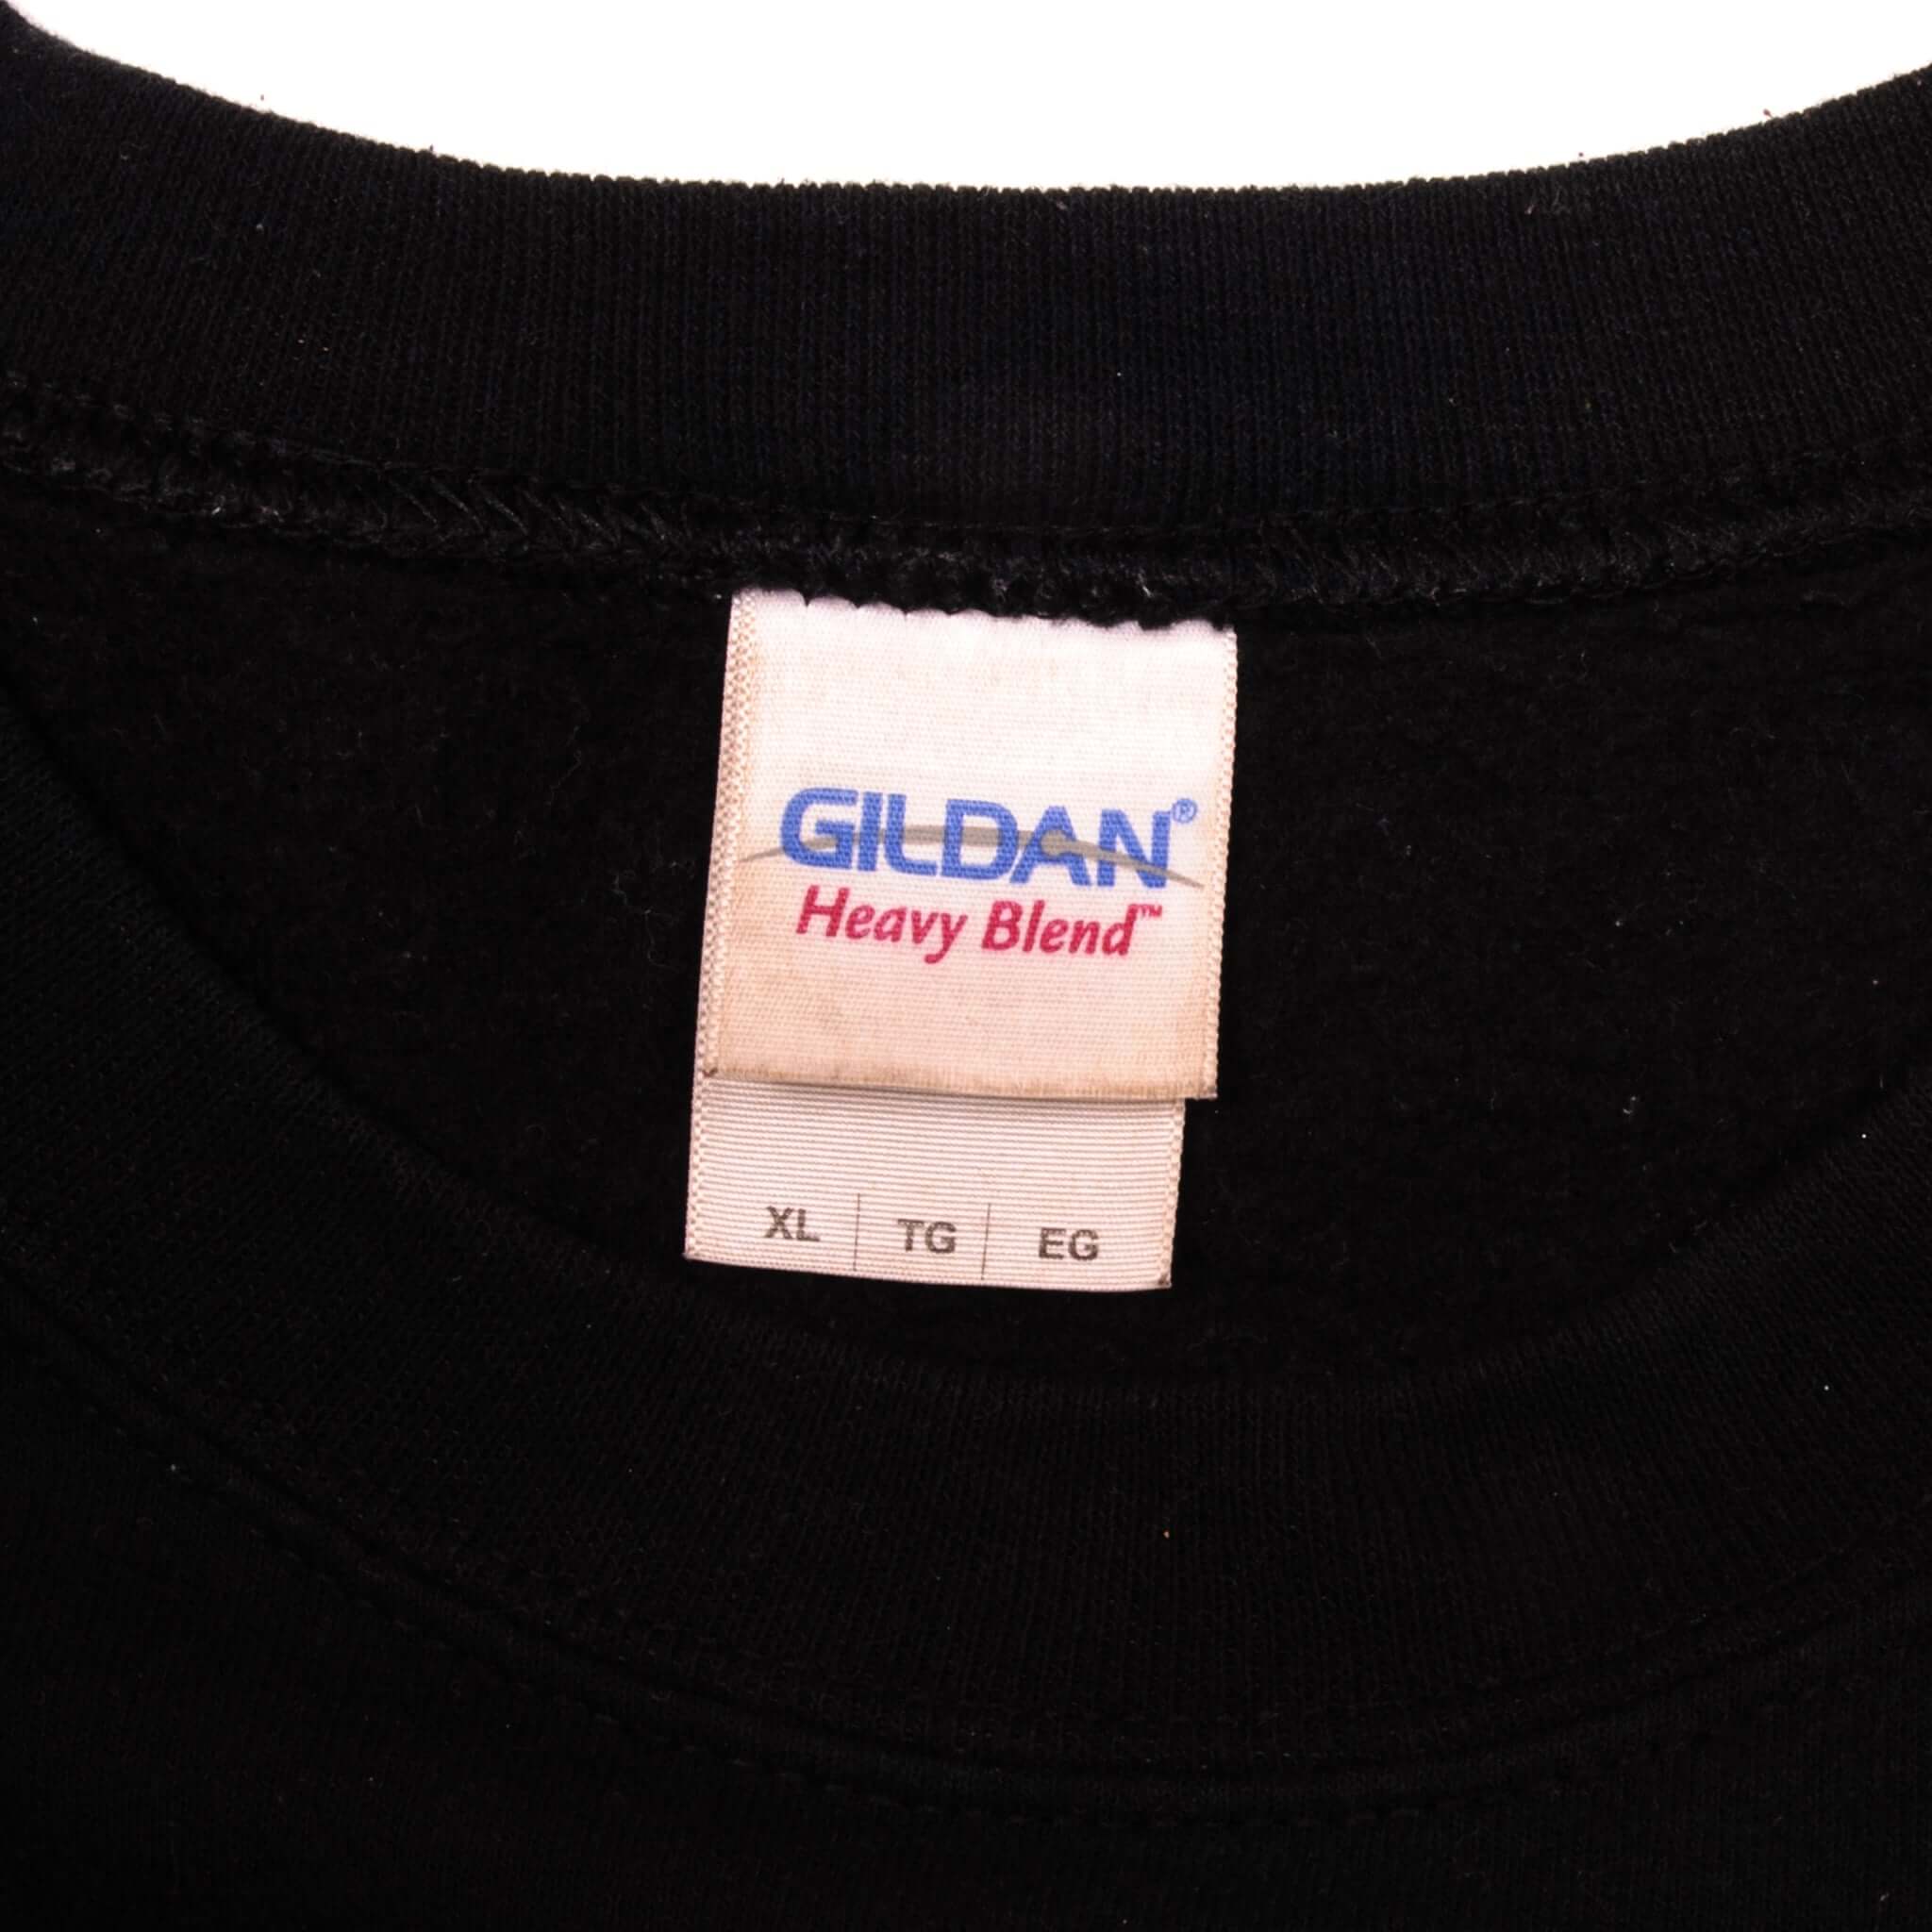 GILDAN®
Heavy Blend™
XL | TG | EG